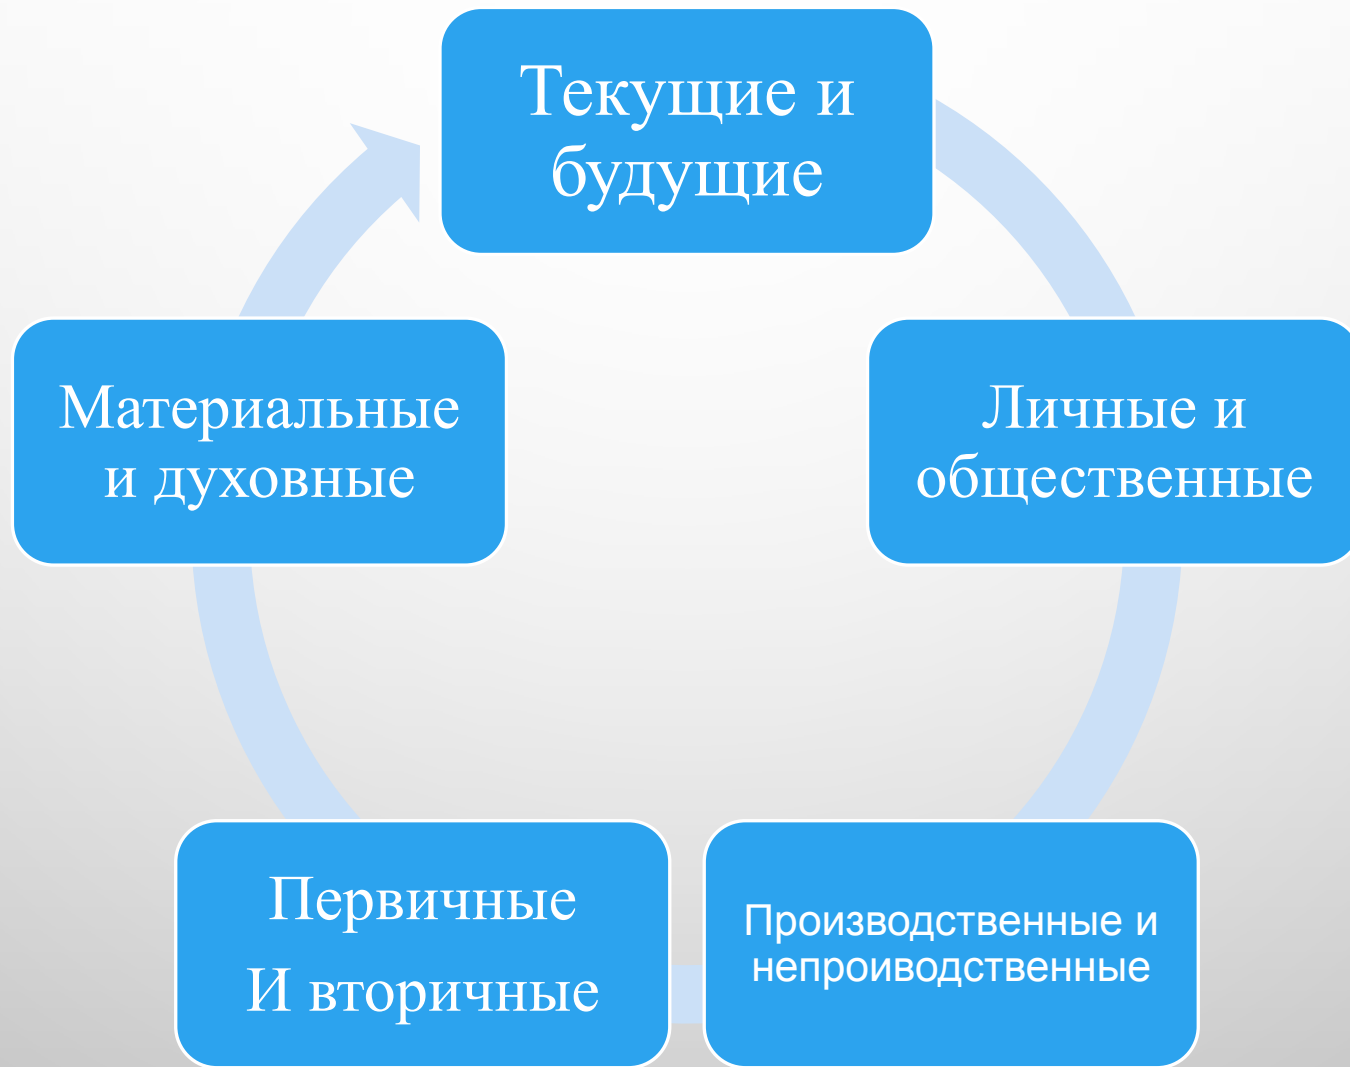 Текущие и
будущие
Личные и
общественные
Производственные и
непроиводственные
Первичные
И вторичные
Материальные
и духовные